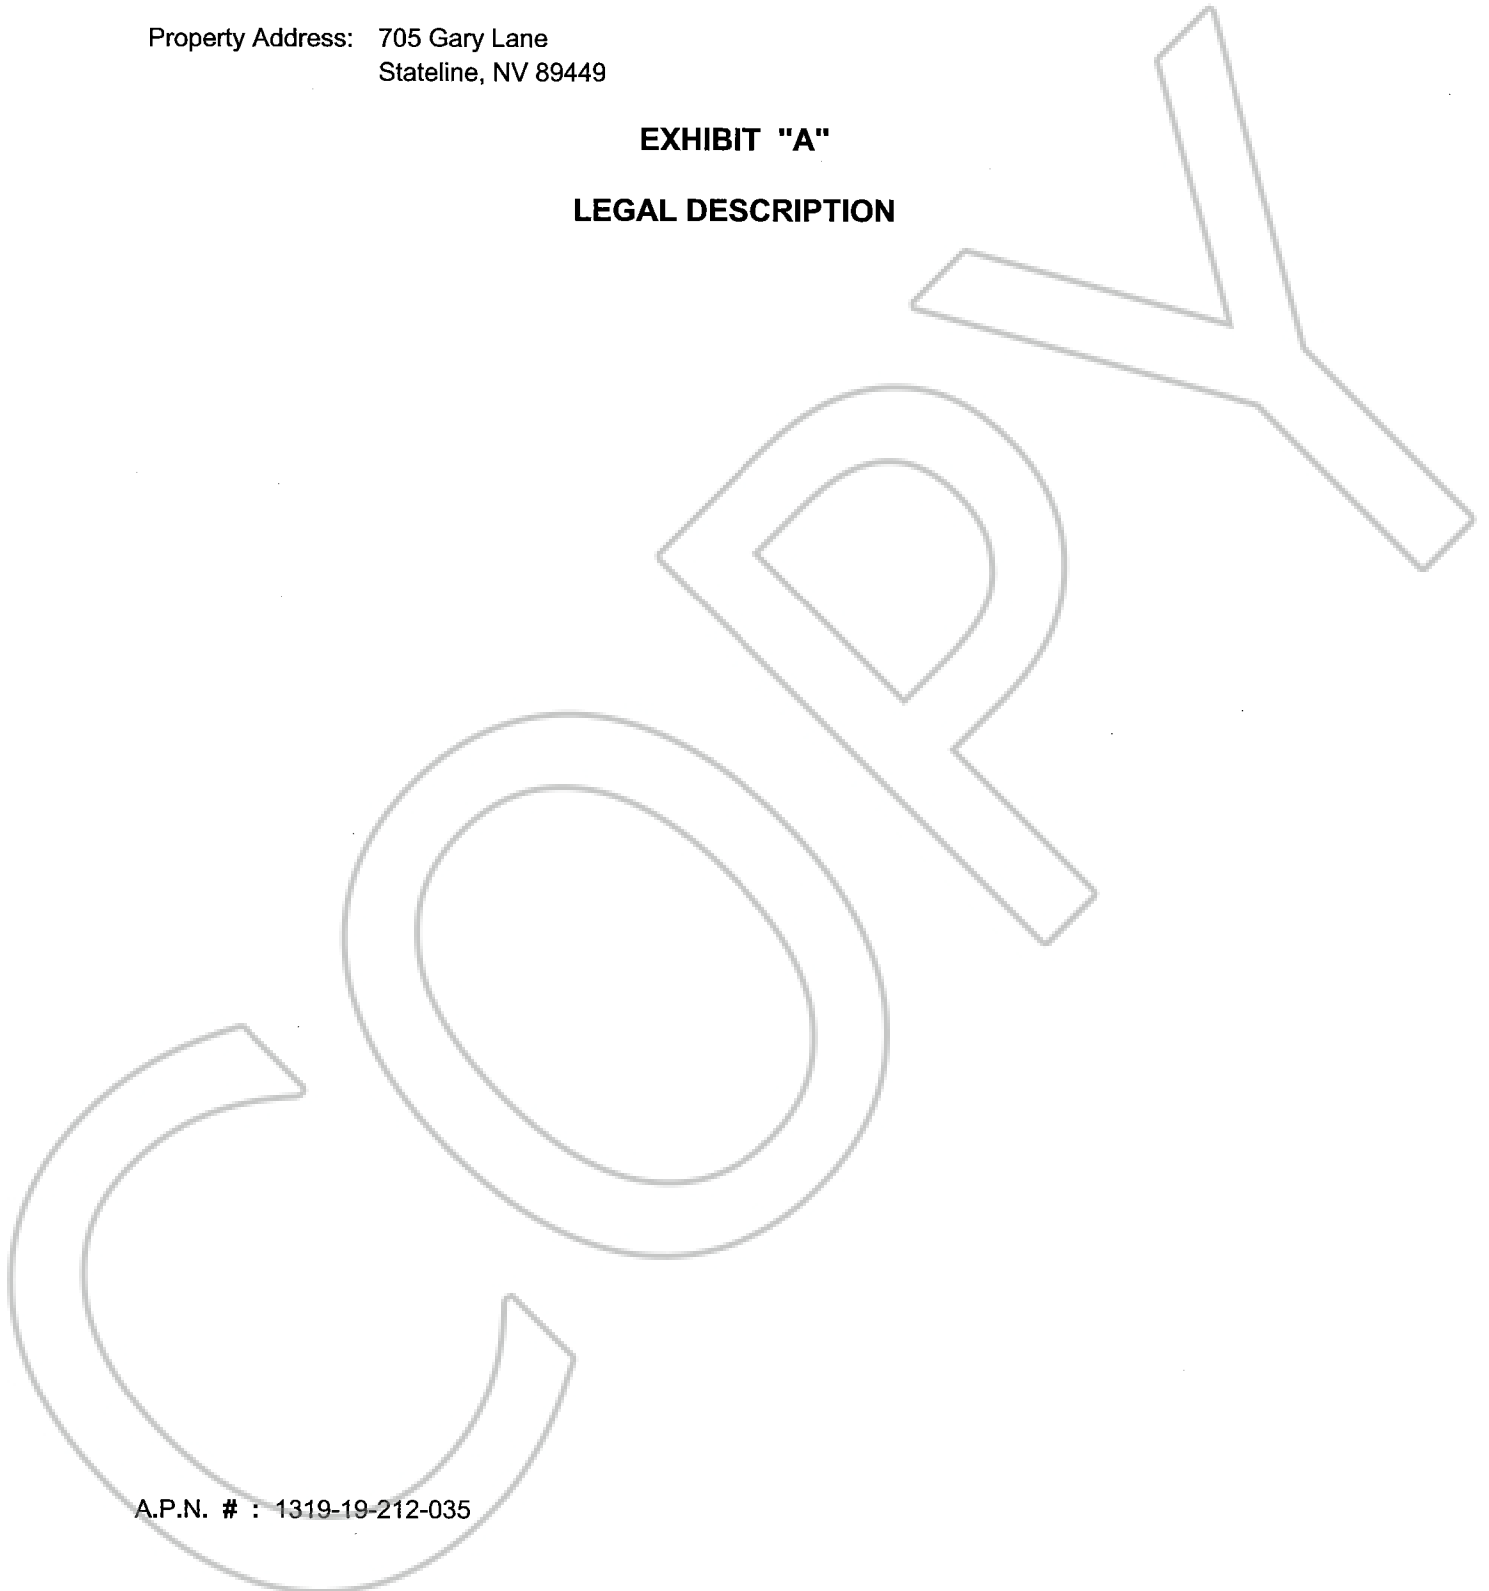 Property Address: 705 Gary Lane
Stateline, NV 89449
EXHIBIT "A"
LEGAL DESCRIPTION
COPY
A.P.N. # : 1319-19-212-035